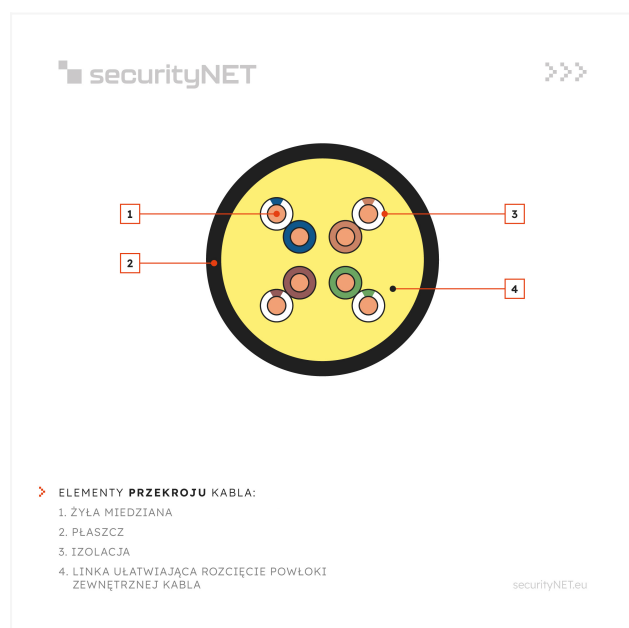 securityNET
1
3
2
4
ELEMENTY PRZEKROJU KABLA:
1. ŻYŁA MIEDZIANA
2. PŁASZCZ
3. IZOLACJA
4. LINKA UŁATWIAJĄCA ROZCIĘCIE POWŁOKI
ZEWNĘTRZNEJ KABLA
securityNET.eu